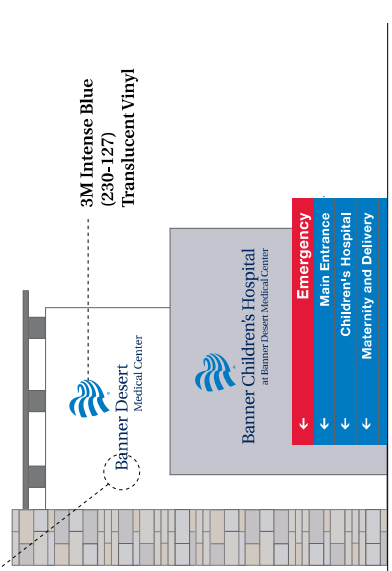 3M Intense Blue
(230-127)
Translucent Vinyl
Banner Desert
Medical Center
®
Banner Children's Hospital
at Banner Desert Medical Center
®
← Emergency
← Main Entrance
← Children's Hospital
← Maternity and Delivery